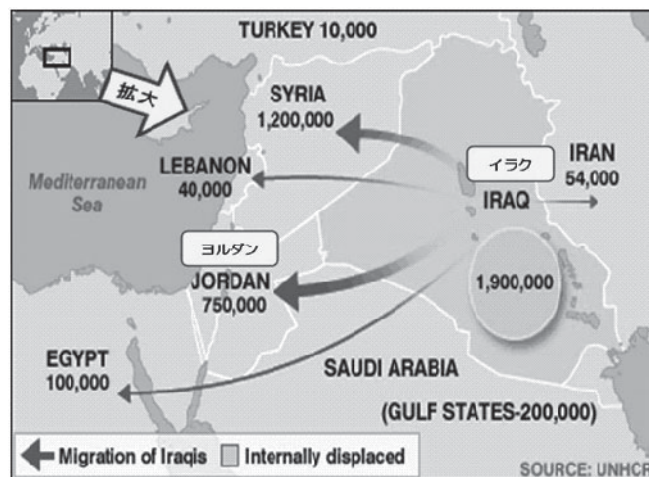 TURKEY 10,000
拡大
SYRIA
1,200,000
LEBANON
40,000
Mediterranean
Sea
イラク
IRAQ
IRAN
54,000
ヨルダン
JORDAN
750,000
1,900,000
EGYPT
100,000
SAUDI ARABIA
(GULF STATES-200,000)
Migration of Iraqis
Internally displaced
SOURCE: UNHCR